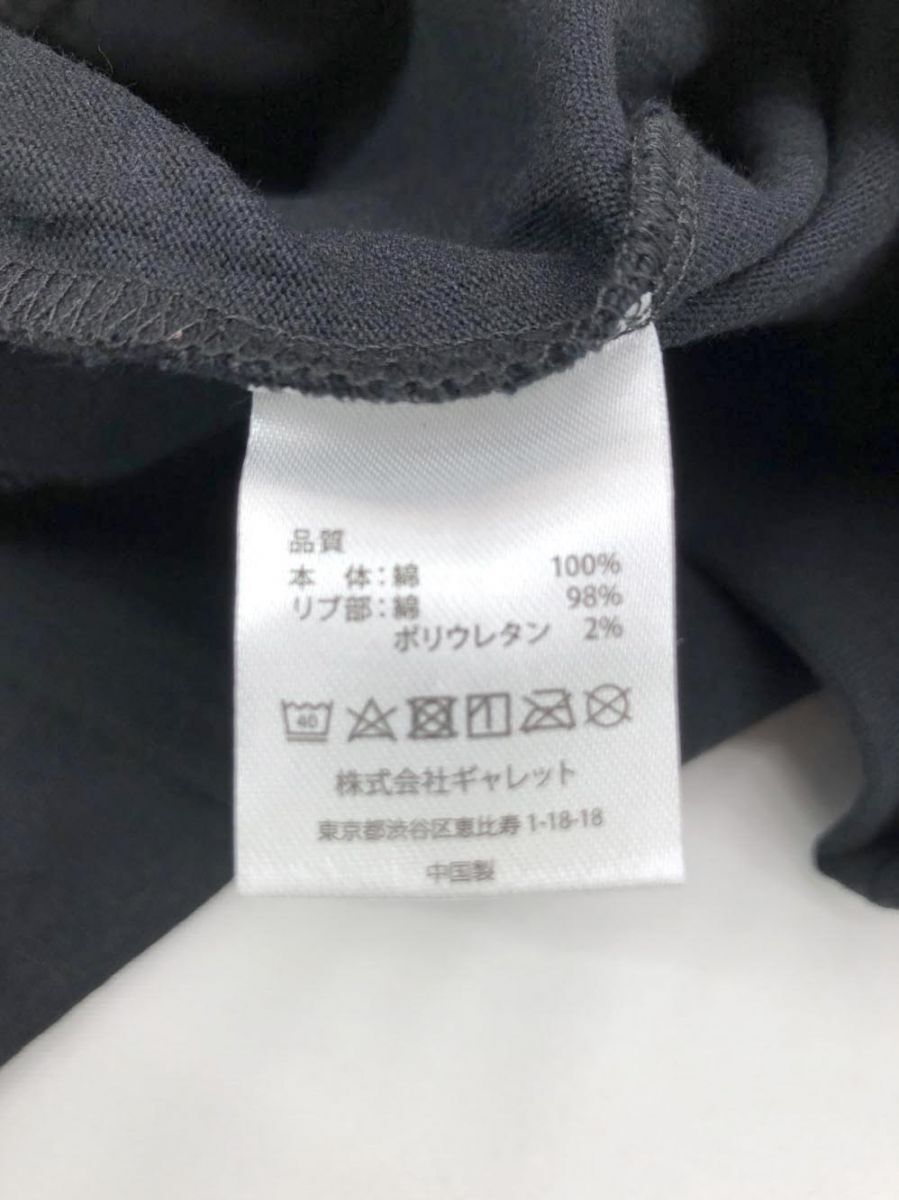 品質
本 体：綿 100%
リブ部：綿 98%
ポリウレタン 2%
40
株式会社ギャレット
東京都渋谷区恵比寿 1-18-18
中国製